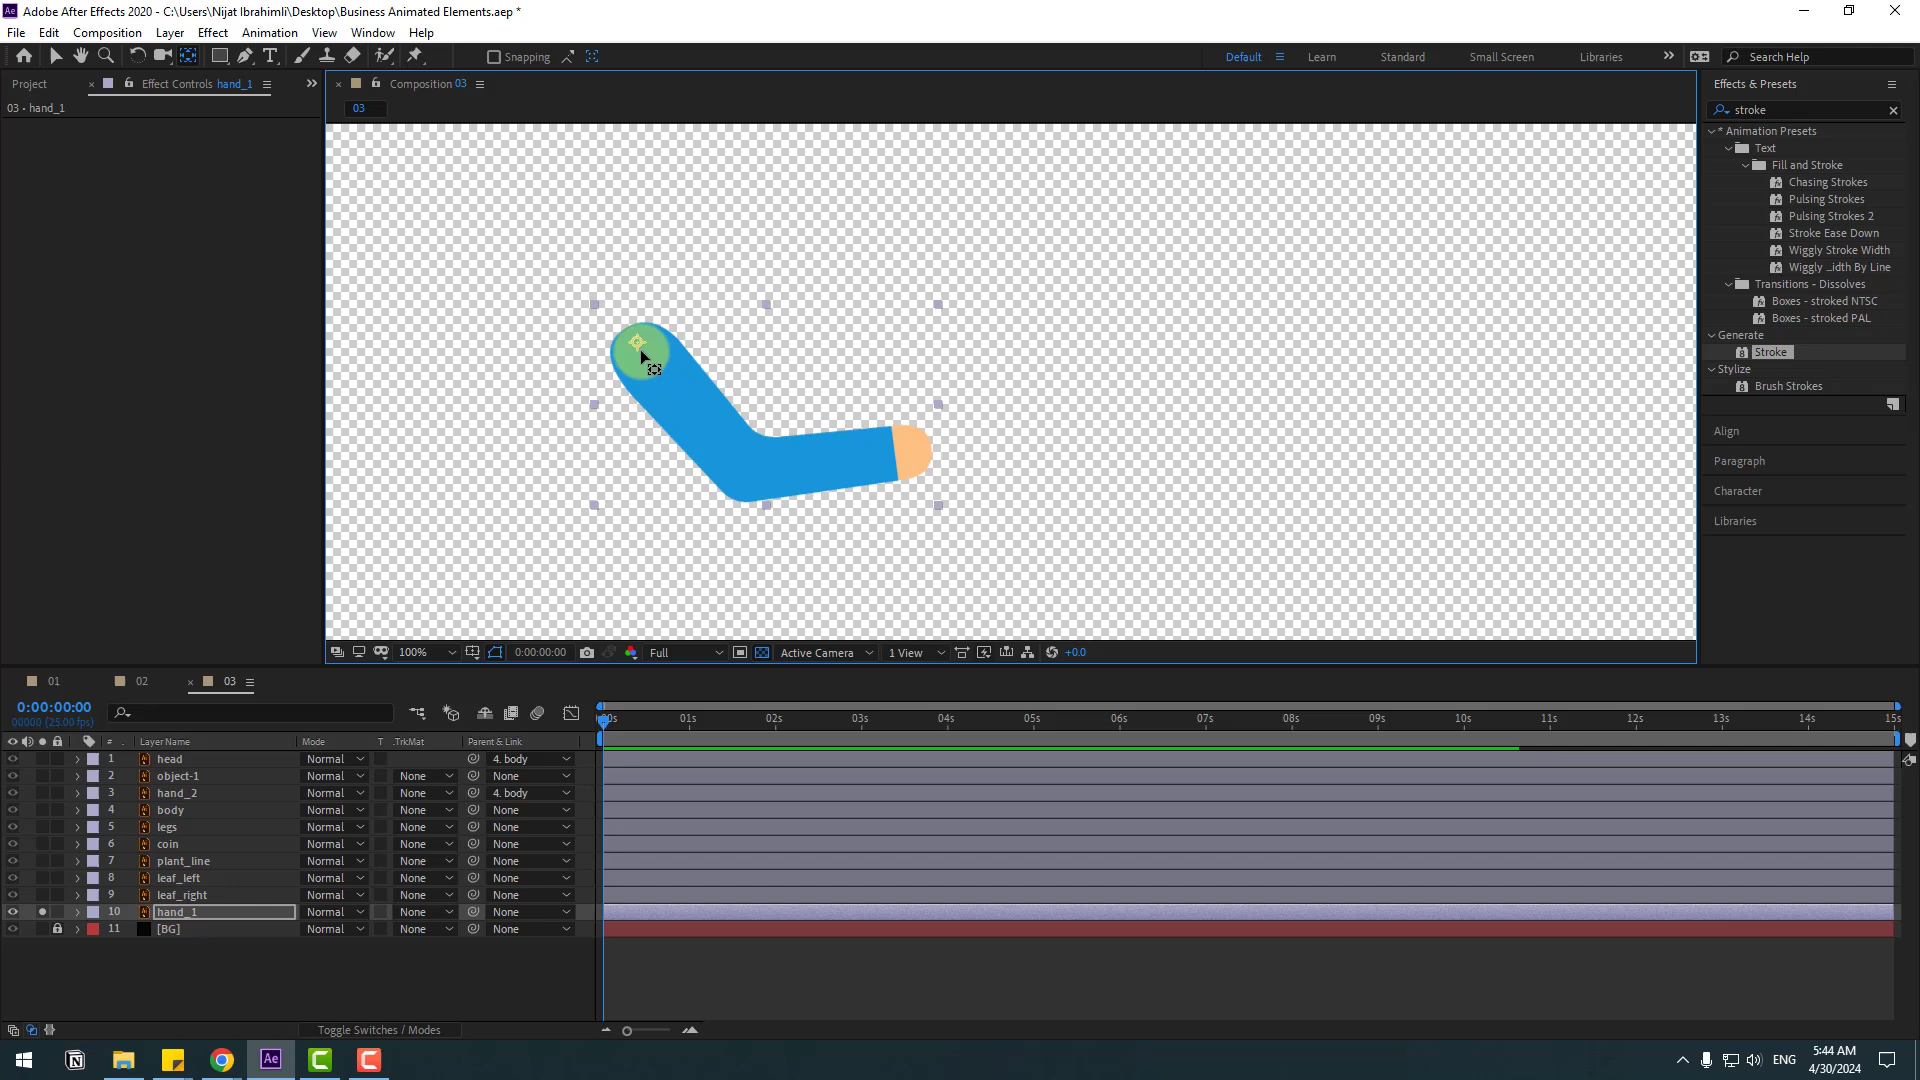 Adobe After Effects 2020 - C:\Users\Nijat Ibrahimli\Desktop\Business Animated Elements.aep *
File Edit Composition Layer Effect Animation View Window Help
Snapping Default Learn Standard Small Screen Libraries Search Help
Project Effect Controls hand_1 Composition 03 Effects & Presets
03 • hand_1
03
stroke
* Animation Presets
Text
Fill and Stroke
Chasing Strokes
Pulsing Strokes
Pulsing Strokes 2
Stroke Ease Down
Wiggly Stroke Width
Wiggly ...idth By Line
Transitions - Dissolves
Boxes - stroked NTSC
Boxes - stroked PAL
Generate
Stroke
Stylize
Brush Strokes
Align
Paragraph
Character
Libraries
100% 0:00:00:00 Full Active Camera 1 View +0.0
01 02 03
0:00:00:00
00000 (25.00 fps)
01s 02s 03s 04s 05s 06s 07s 08s 09s 10s 11s 12s 13s 14s 15s
# Layer Name Mode T .TrkMat Parent & Link
1 head Normal 4. body
2 object-1 Normal None None
3 hand_2 Normal None 4. body
4 body Normal None None
5 legs Normal None None
6 coin Normal None None
7 plant_line Normal None None
8 leaf_left Normal None None
9 leaf_right Normal None None
10 hand_1 Normal None None
11 [BG] Normal None None
Toggle Switches / Modes
ENG
5:44 AM
4/30/2024